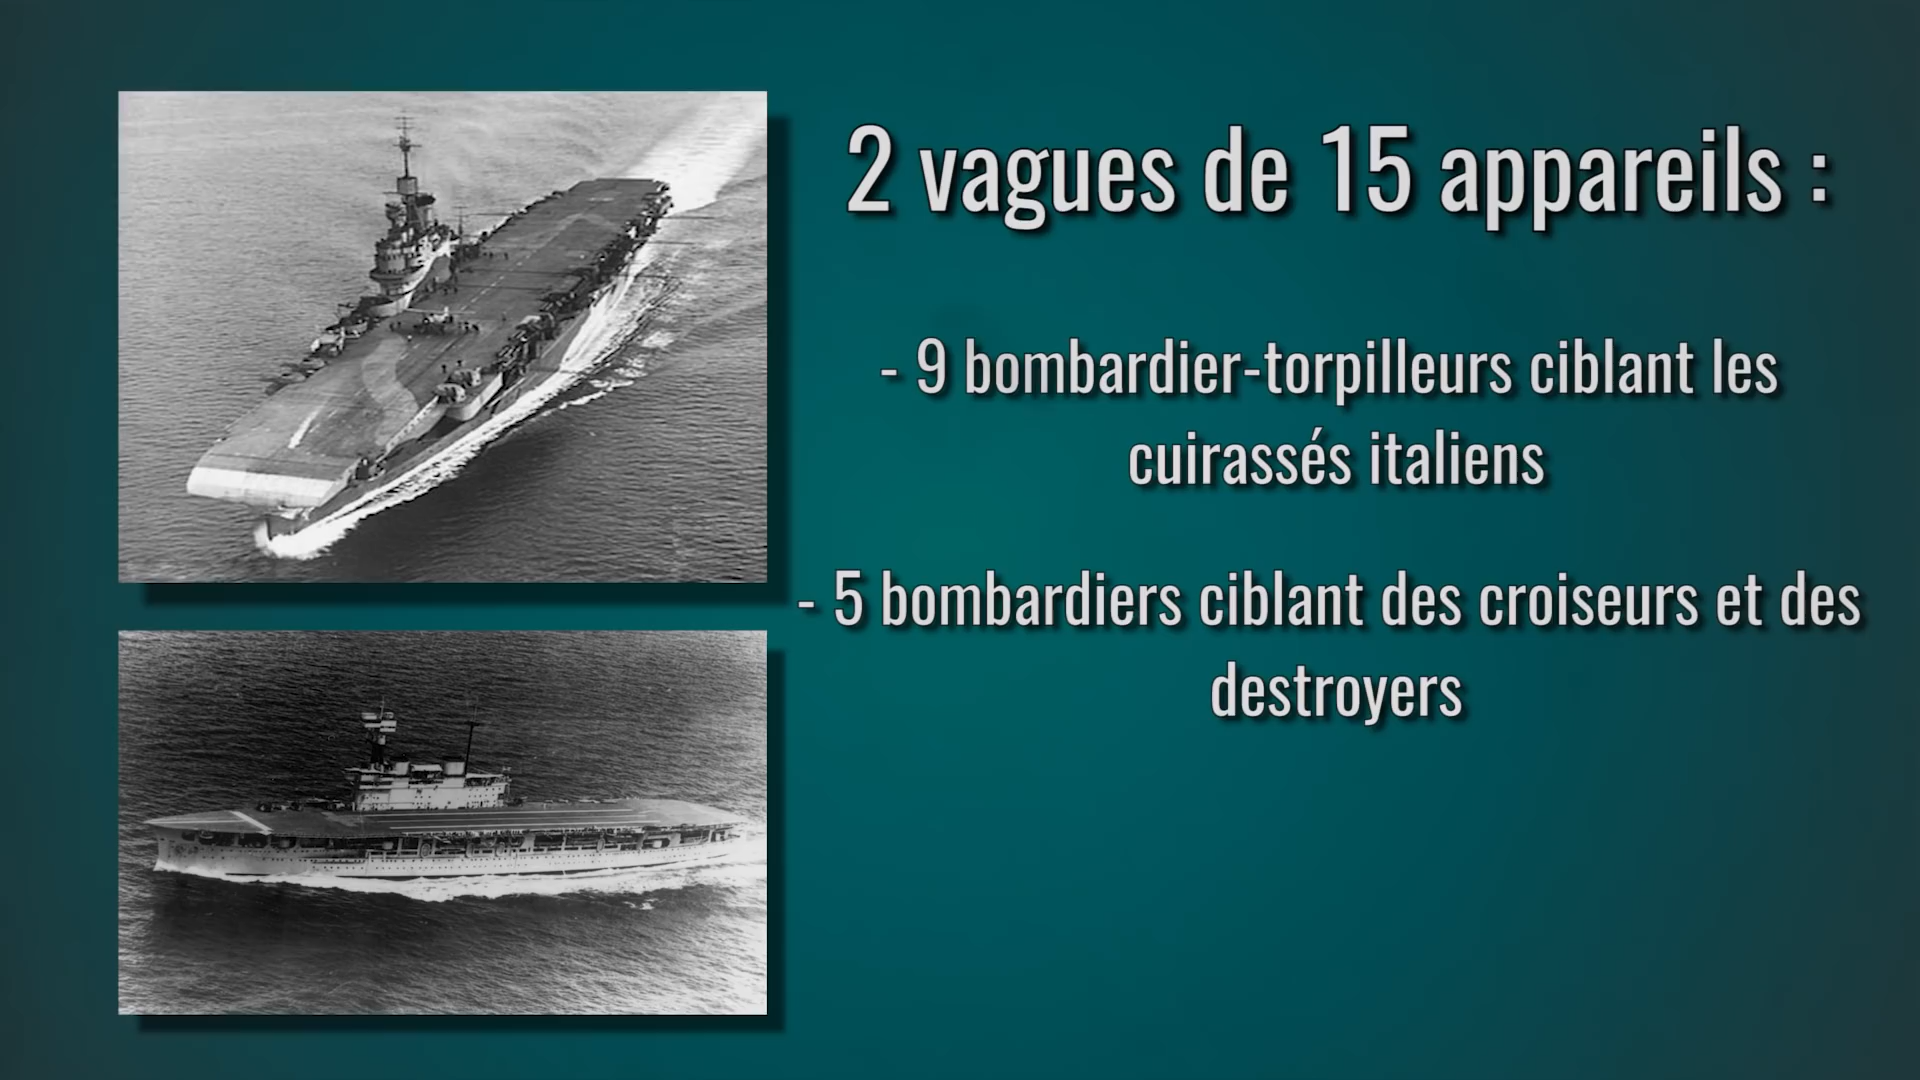 2 vagues de 15 appareils :
- 9 bombardier-torpilleurs ciblant les
cuirassés italiens
- 5 bombardiers ciblant des croiseurs et des
destroyers